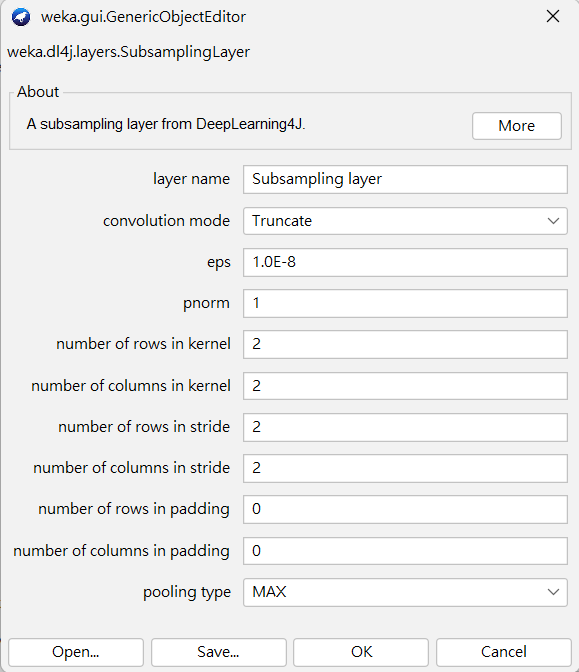 weka.gui.GenericObjectEditor
weka.dl4j.layers.SubsamplingLayer
About
A subsampling layer from DeepLearning4J.
More
layer name Subsampling layer
convolution mode Truncate
eps 1.0E-8
pnorm 1
number of rows in kernel 2
number of columns in kernel 2
number of rows in stride 2
number of columns in stride 2
number of rows in padding 0
number of columns in padding 0
pooling type MAX
Open... Save... OK Cancel